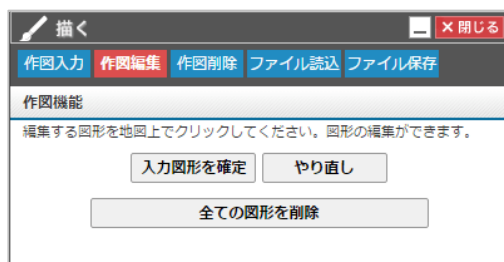 描く
×閉じる
作図入力 作図編集 作図削除 ファイル読込 ファイル保存
作図機能
編集する図形を地図上でクリックしてください。図形の編集ができます。
入力図形を確定 やり直し
全ての図形を削除